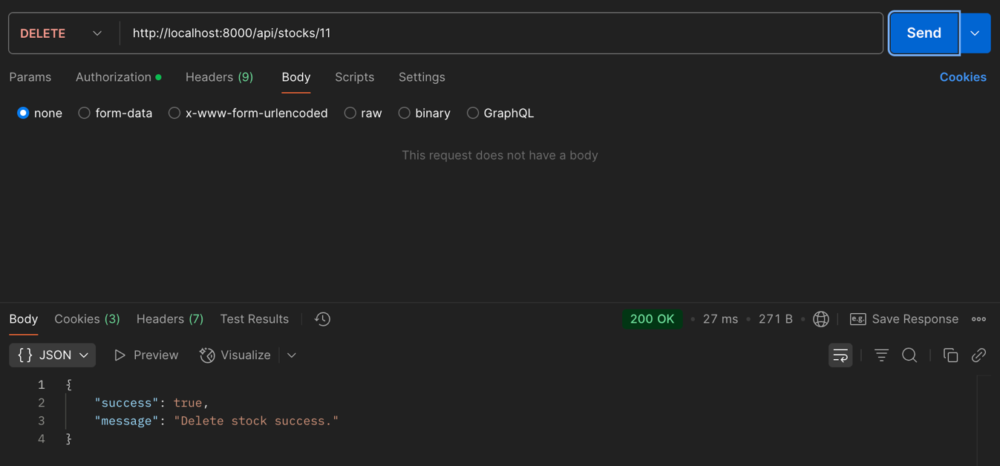 DELETE http://localhost:8000/api/stocks/11 Send
Params Authorization Headers (9) Body Scripts Settings Cookies
none form-data x-www-form-urlencoded raw binary GraphQL
This request does not have a body
Body Cookies (3) Headers (7) Test Results 200 OK 27 ms 271 B e.g. Save Response
{} JSON Preview Visualize
1 {
2 "success": true,
3 "message": "Delete stock success."
4 }